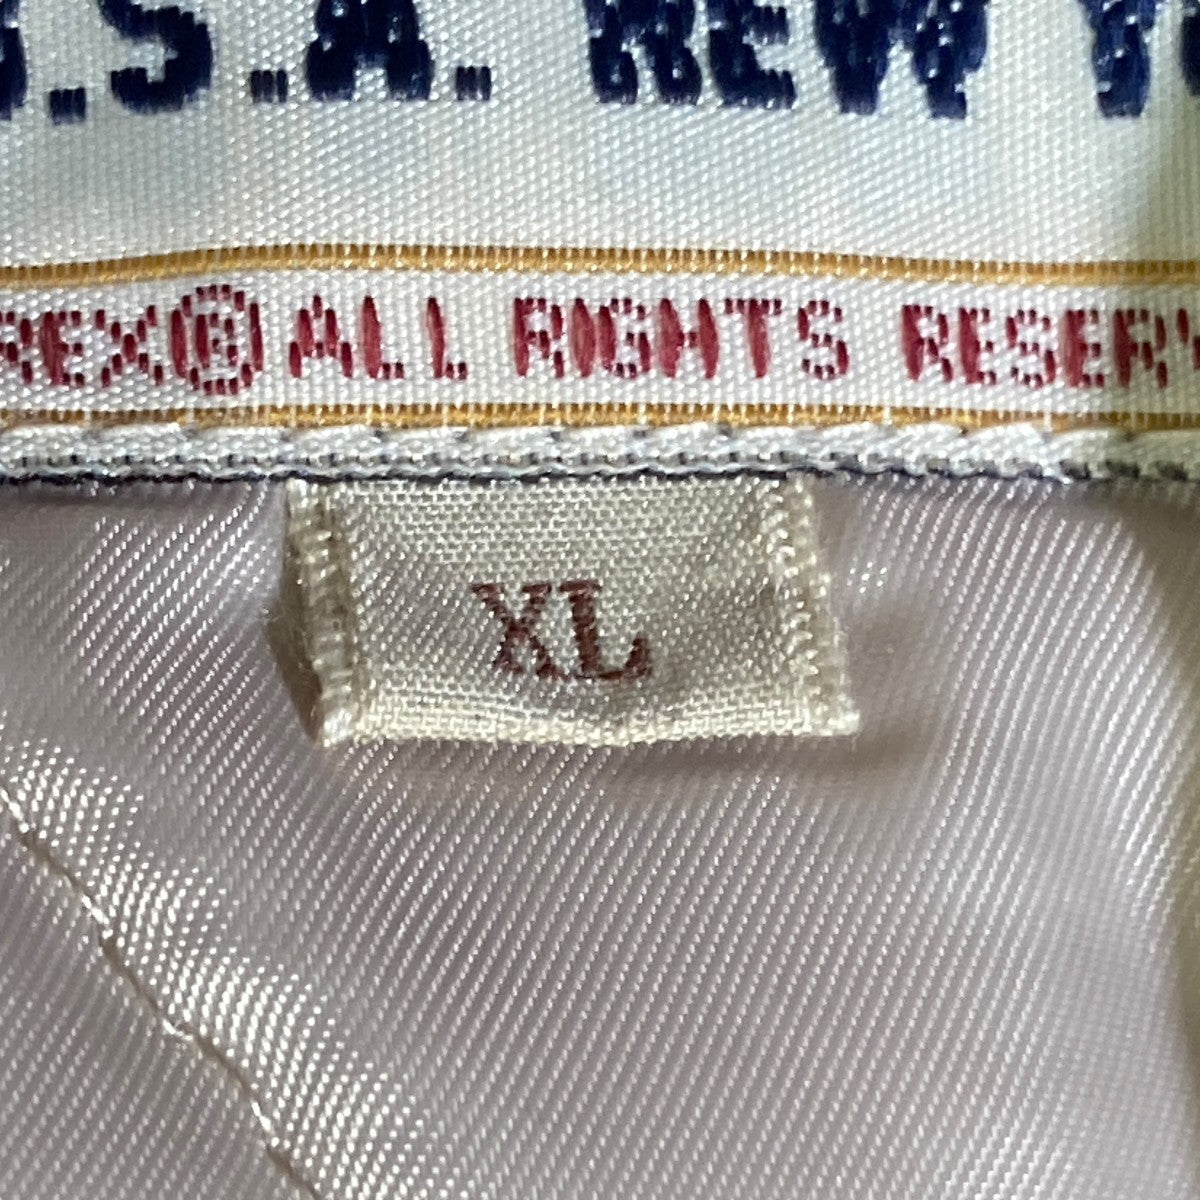 .S.A. NEW Y
REX® ALL RIGHTS RESER
XL